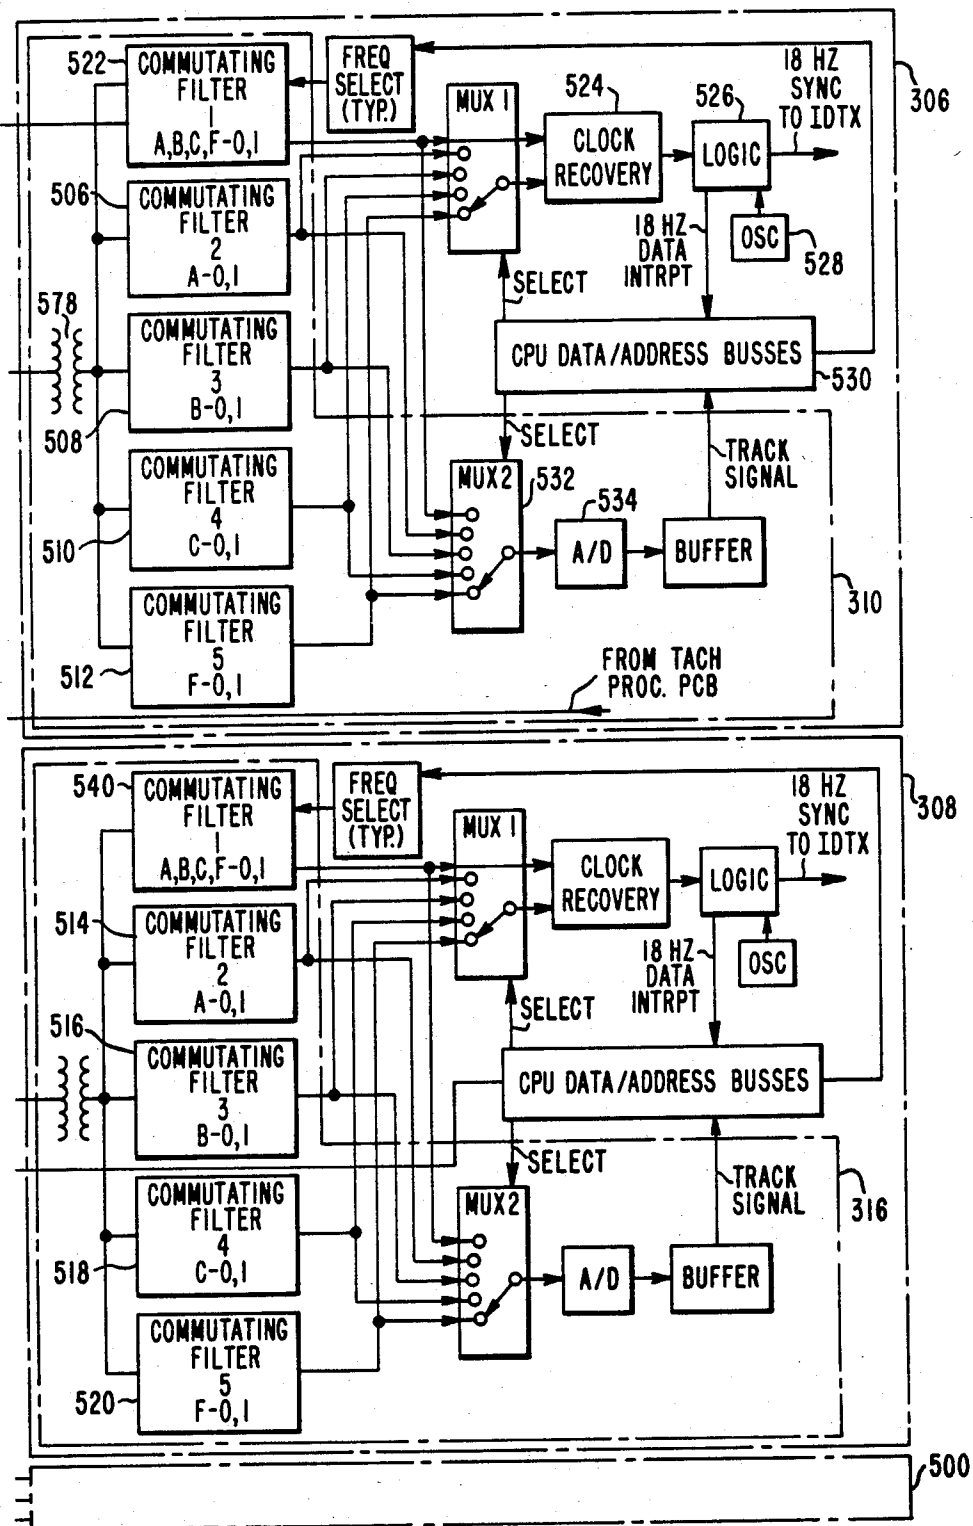 522
COMMUTATING
FILTER
1
A,B,C,F-0,1
FREQ
SELECT
(TYP.)
MUX 1
524
CLOCK
RECOVERY
526
LOGIC
18 HZ
SYNC
TO IDTX
306
506
COMMUTATING
FILTER
2
A-0,1
18 HZ
DATA
INTRPT
OSC
528
SELECT
578
COMMUTATING
FILTER
3
B-0,1
508
CPU DATA/ADDRESS BUSSES
530
SELECT
TRACK
SIGNAL
COMMUTATING
FILTER
4
C-0,1
510
MUX2
532
534
A/D
BUFFER
310
COMMUTATING
FILTER
5
F-0,1
512
FROM TACH
PROC. PCB
540
COMMUTATING
FILTER
1
A,B,C,F-0,1
FREQ
SELECT
(TYP.)
MUX 1
CLOCK
RECOVERY
LOGIC
18 HZ
SYNC
TO IDTX
308
514
COMMUTATING
FILTER
2
A-0,1
18 HZ
DATA
INTRPT
OSC
SELECT
516
COMMUTATING
FILTER
3
B-0,1
CPU DATA/ADDRESS BUSSES
SELECT
TRACK
SIGNAL
316
COMMUTATING
FILTER
4
C-0,1
518
MUX2
A/D
BUFFER
COMMUTATING
FILTER
5
F-0,1
520
500